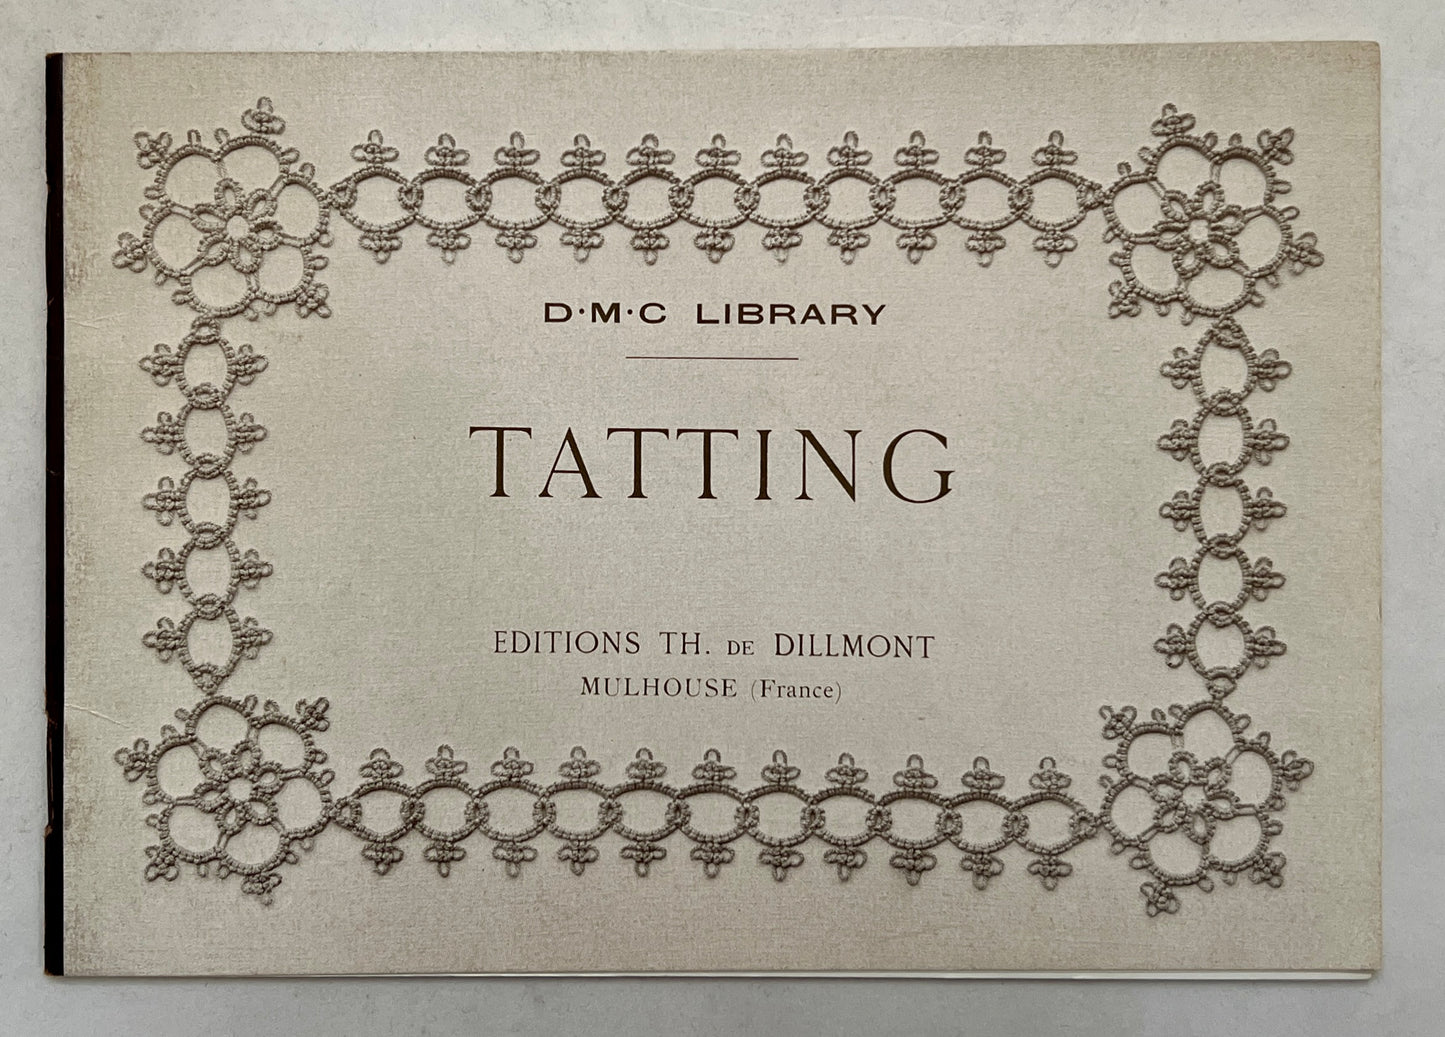 D·M·C LIBRARY
TATTING
EDITIONS TH. DE DILLMONT
MULHOUSE (France)